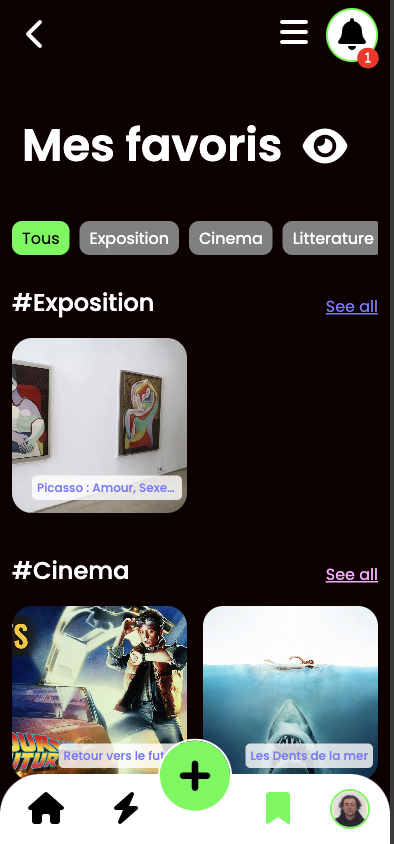 1
Mes favoris
Tous Exposition Cinema Litterature
#Exposition See all
Picasso : Amour, Sexe...
#Cinema See all
Retour vers le fut
Les Dents de la mer